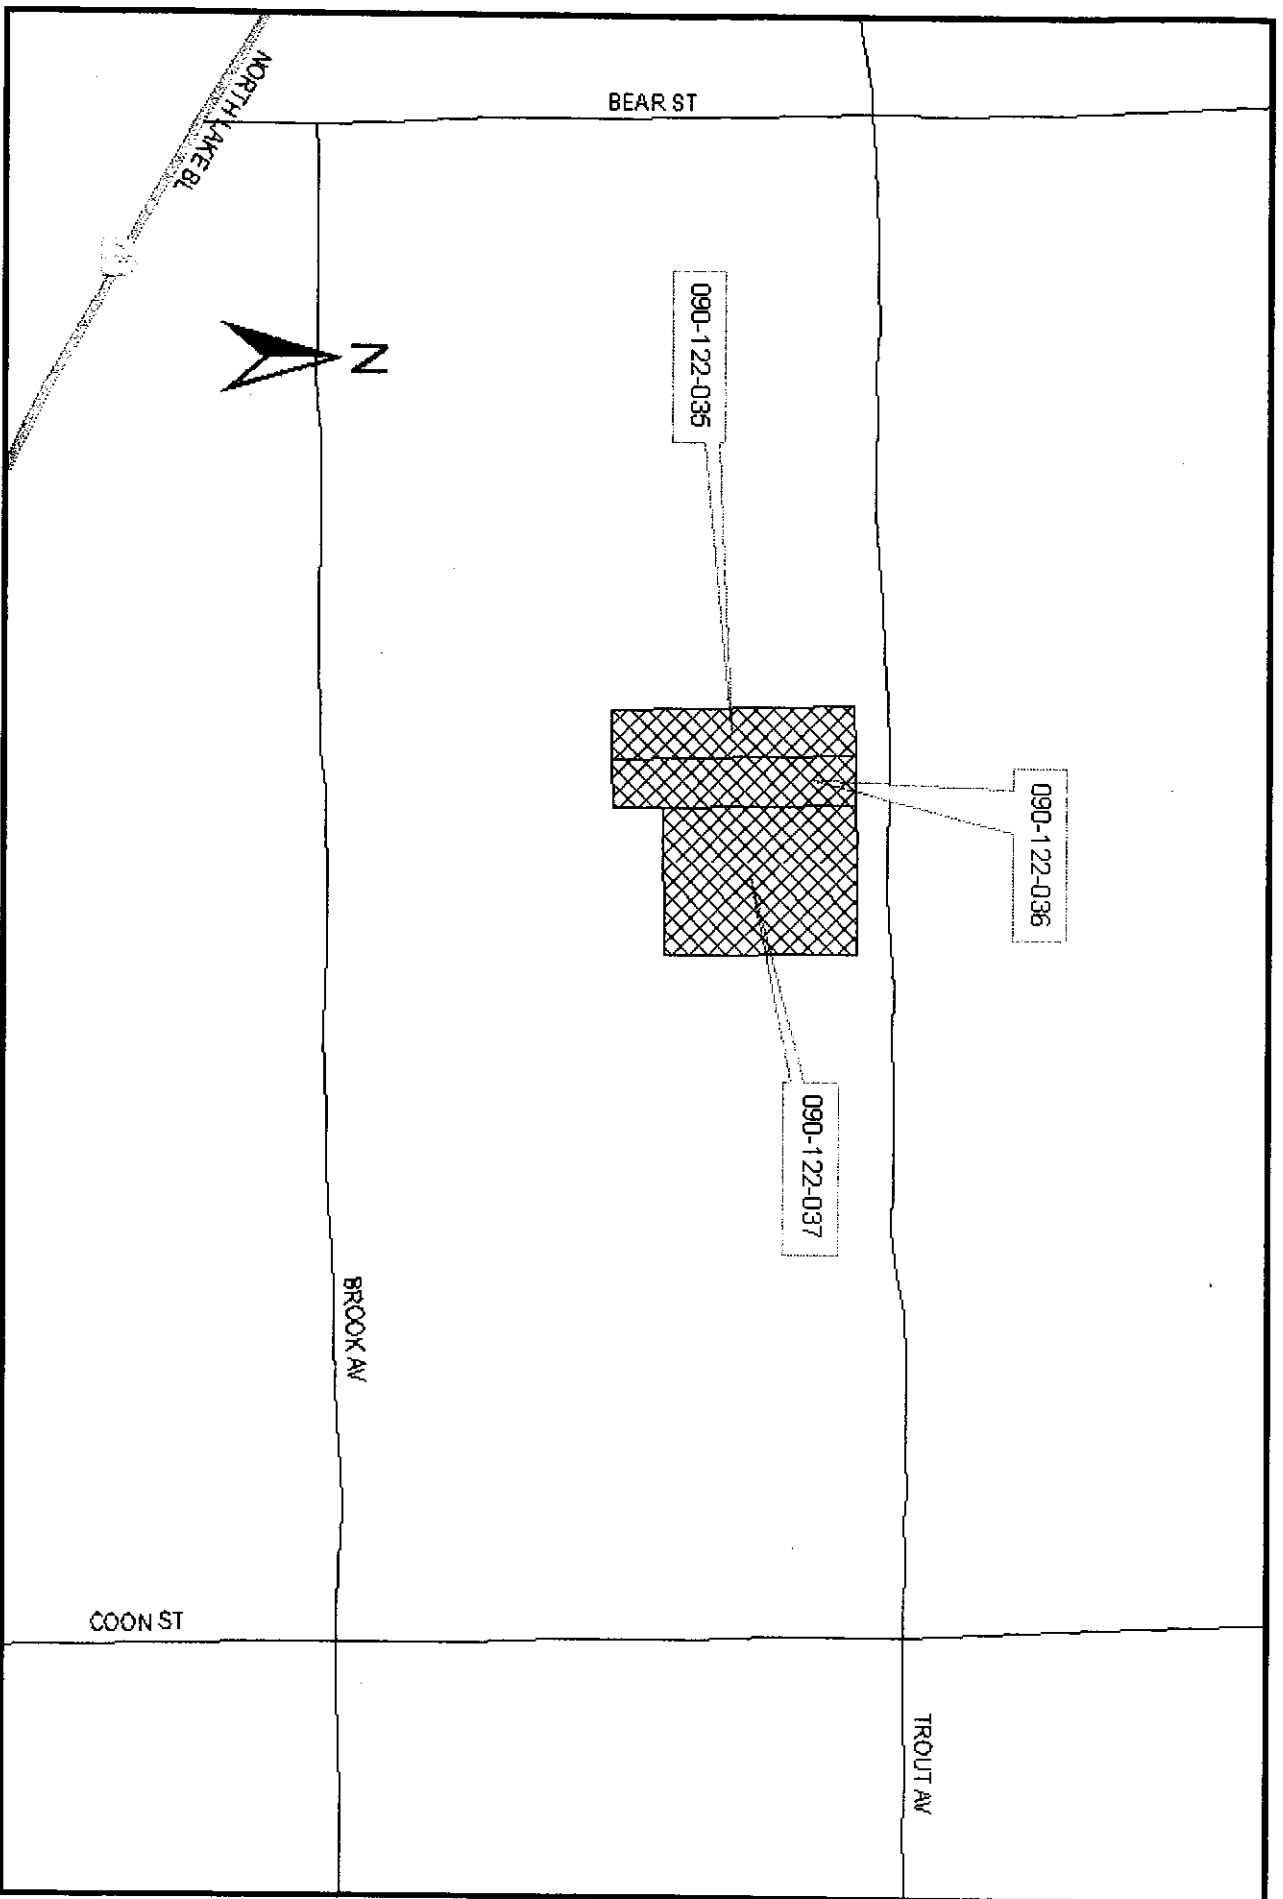 BEAR ST
NORTH LAKE BL
N
090-122-035
090-122-036
090-122-037
BROOK AV
COON ST
TROUT AV